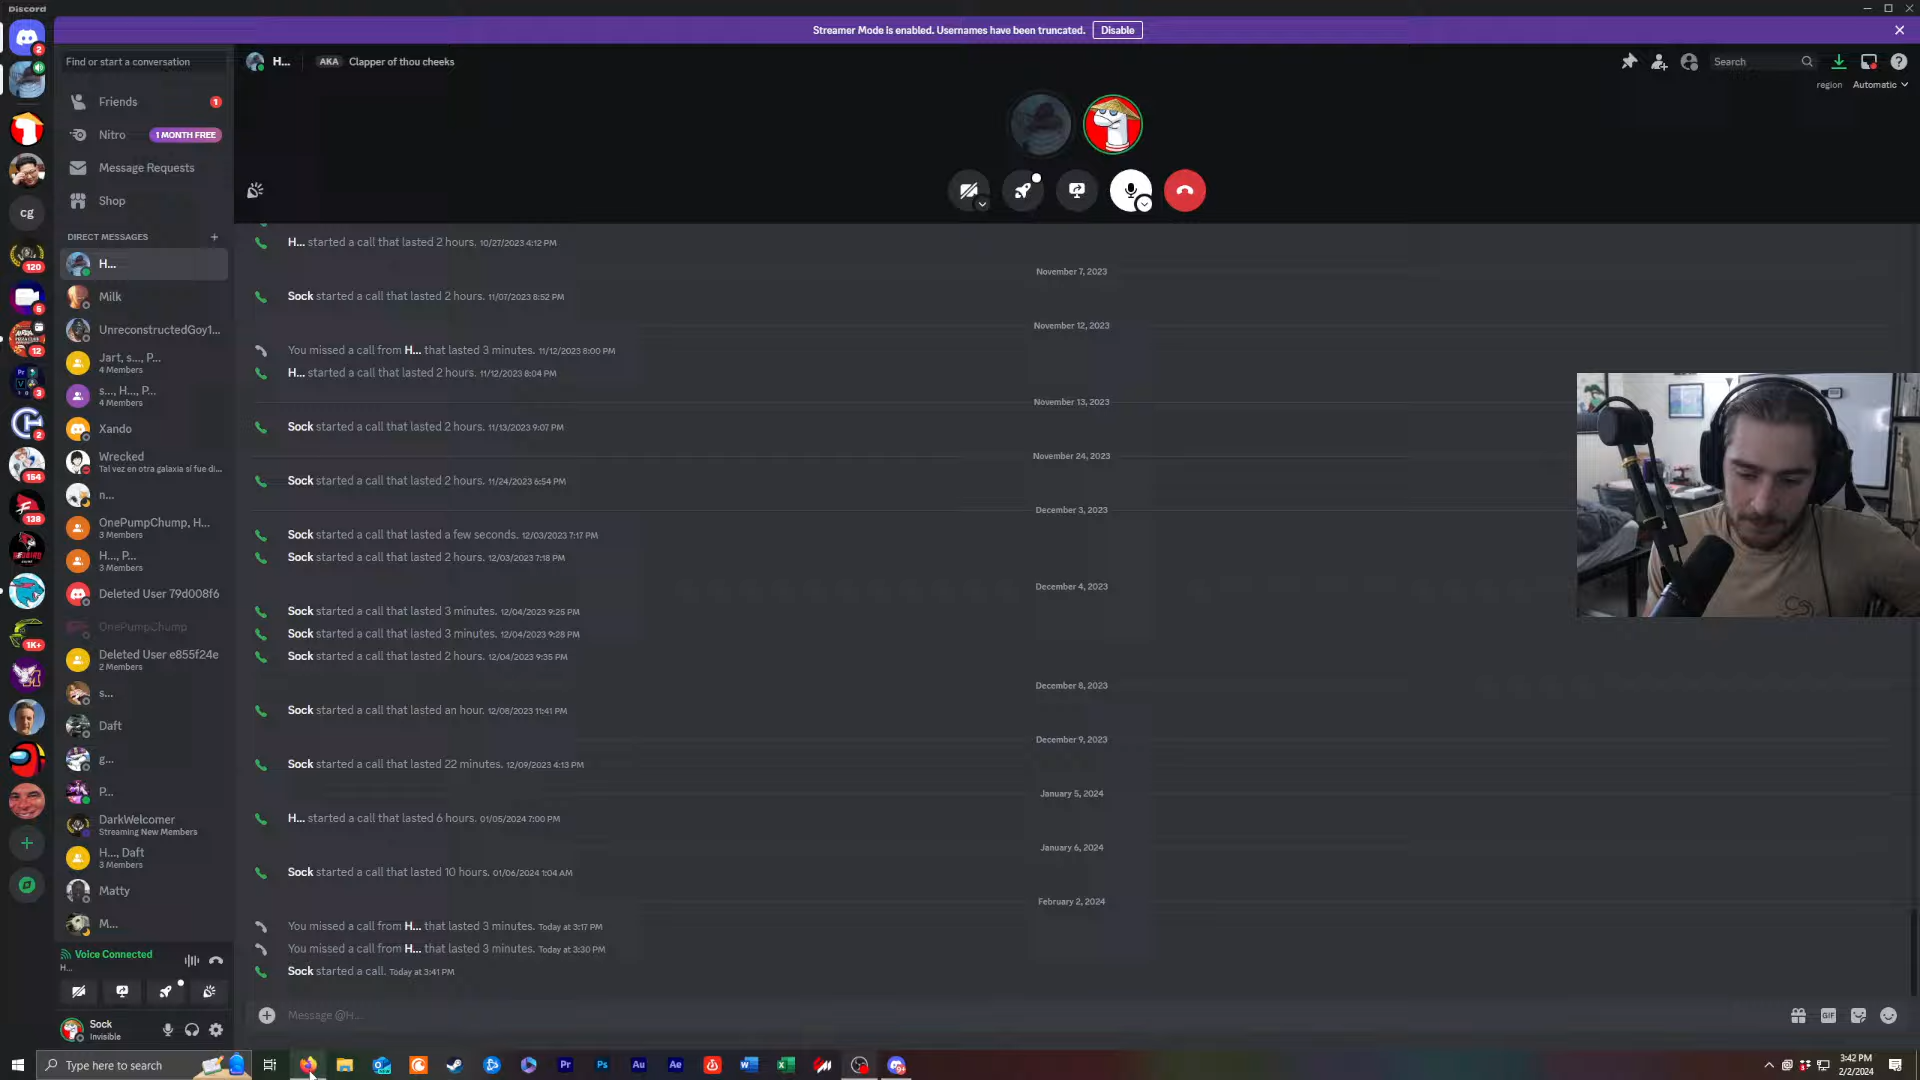 Discord
Streamer Mode is enabled. Usernames have been truncated. Disable
Find or start a conversation
H... AKA Clapper of thou cheeks
Search
region Automatic
Friends 1
Nitro 1 MONTH FREE
Message Requests
Shop
DIRECT MESSAGES
H...
Milk
UnreconstructedGoy1...
Jart, s..., P...
4 Members
s..., H..., P...
4 Members
Xando
Wrecked
Tal vez en otra galaxia sí fue di...
n...
OnePumpChump, H...
3 Members
H..., P...
3 Members
Deleted User 79d008f6
OnePumpChump
Deleted User e855f24e
2 Members
s...
Daft
g...
P...
DarkWelcomer
Streaming New Members
H..., Daft
3 Members
Matty
M...
Voice Connected
H...
Sock
Invisible
2
cg
120
5
12
3
2
154
138
1K+
H... started a call that lasted 2 hours. 10/27/2023 4:12 PM
November 7, 2023
Sock started a call that lasted 2 hours. 11/07/2023 8:52 PM
November 12, 2023
You missed a call from H... that lasted 3 minutes. 11/12/2023 8:00 PM
H... started a call that lasted 2 hours. 11/12/2023 8:04 PM
November 13, 2023
Sock started a call that lasted 2 hours. 11/13/2023 9:07 PM
November 24, 2023
Sock started a call that lasted 2 hours. 11/24/2023 6:54 PM
December 3, 2023
Sock started a call that lasted a few seconds. 12/03/2023 7:17 PM
Sock started a call that lasted 2 hours. 12/03/2023 7:18 PM
December 4, 2023
Sock started a call that lasted 3 minutes. 12/04/2023 9:25 PM
Sock started a call that lasted 3 minutes. 12/04/2023 9:28 PM
Sock started a call that lasted 2 hours. 12/04/2023 9:35 PM
December 8, 2023
Sock started a call that lasted an hour. 12/08/2023 11:41 PM
December 9, 2023
Sock started a call that lasted 22 minutes. 12/09/2023 4:13 PM
January 5, 2024
H... started a call that lasted 6 hours. 01/05/2024 7:00 PM
January 6, 2024
Sock started a call that lasted 10 hours. 01/06/2024 1:04 AM
February 2, 2024
You missed a call from H... that lasted 3 minutes. Today at 3:17 PM
You missed a call from H... that lasted 3 minutes. Today at 3:30 PM
Sock started a call. Today at 3:41 PM
Message @H...
GIF
Type here to search
Pr
Ps
Au
Ae
3:42 PM
2/2/2024